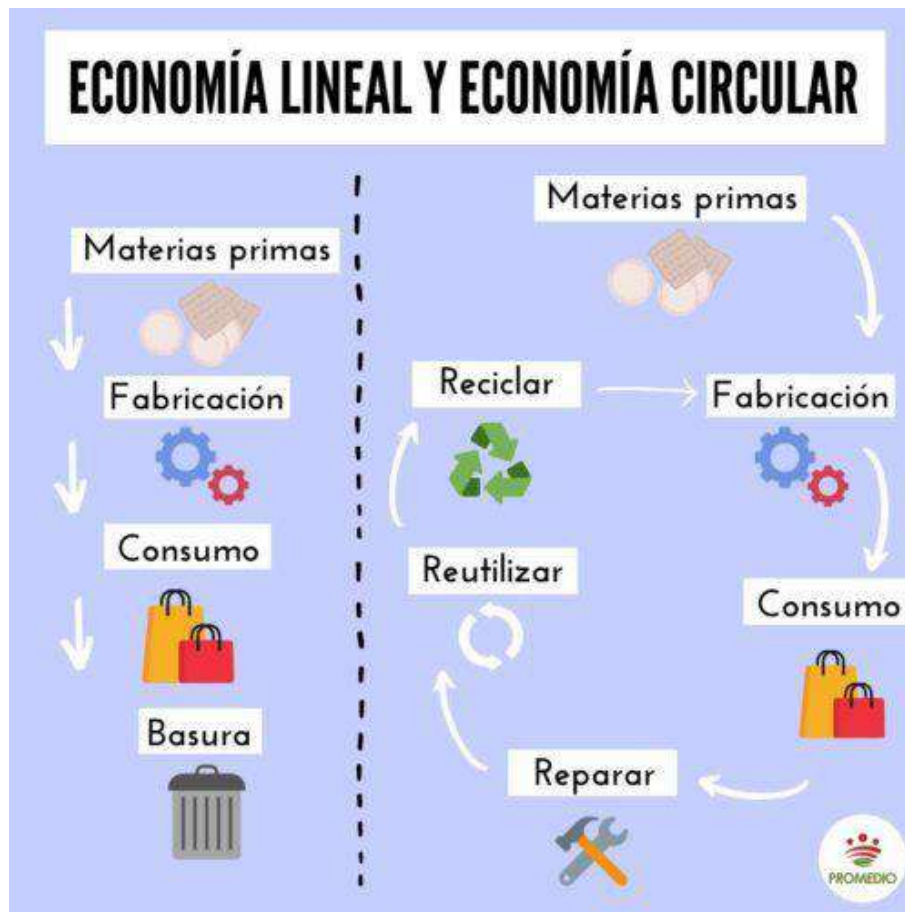 ECONOMÍA LINEAL Y ECONOMÍA CIRCULAR
Materias primas
Fabricación
Consumo
Basura
Materias primas
Reciclar
Fabricación
Reutilizar
Consumo
Reparar
PROMEDIO